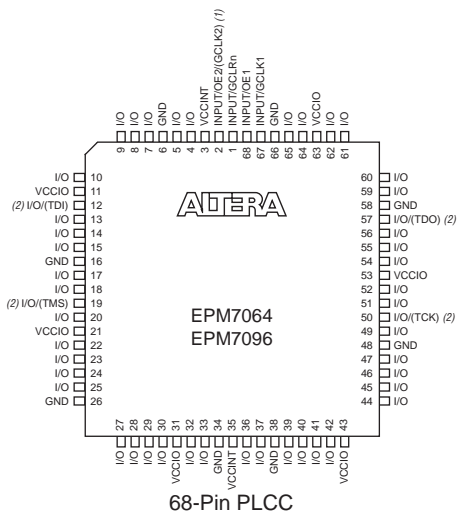 I/O
I/O
I/O
GND
I/O
I/O
VCCINT
INPUT/OE2/(GCLK2) (1)
INPUT/GCLRn
INPUT/OE1
INPUT/GCLK1
GND
I/O
I/O
VCCIO
I/O
I/O
9 8 7 6 5 4 3 2 1 68 67 66 65 64 63 62 61
I/O 10
VCCIO 11
(2) I/O/(TDI) 12
I/O 13
I/O 14
I/O 15
GND 16
I/O 17
I/O 18
(2) I/O/(TMS) 19
I/O 20
VCCIO 21
I/O 22
I/O 23
I/O 24
I/O 25
GND 26
ALTERA
EPM7064
EPM7096
60 I/O
59 I/O
58 GND
57 I/O/(TDO) (2)
56 I/O
55 I/O
54 I/O
53 VCCIO
52 I/O
51 I/O
50 I/O/(TCK) (2)
49 I/O
48 GND
47 I/O
46 I/O
45 I/O
44 I/O
27 28 29 30 31 32 33 34 35 36 37 38 39 40 41 42 43
I/O
I/O
I/O
I/O
VCCIO
I/O
I/O
GND
VCCINT
I/O
I/O
GND
I/O
I/O
I/O
I/O
VCCIO
68-Pin PLCC